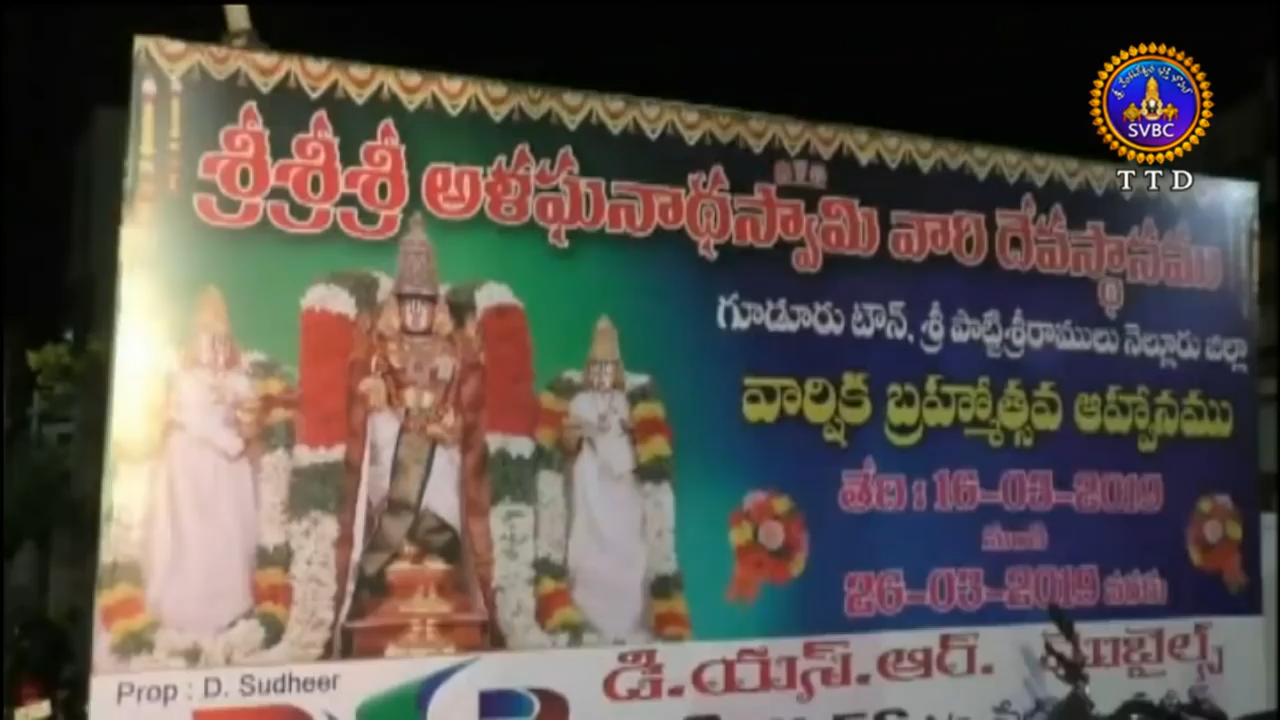 శ్రీశ్రీశ్రీ అళఘనాథస్వామి వారి దేవస్థానము
గూడూరు టౌన్, శ్రీ పొట్టిశ్రీరాములు నెల్లూరు జిల్లా
వార్షిక బ్రహ్మోత్సవ ఆహ్వానము
తేది : 16-03-2019
నుండి
26-03-2019 వరకు
Prop : D. Sudheer
డి.యస్.ఆర్. మొబైల్స్
SVBC
TTD